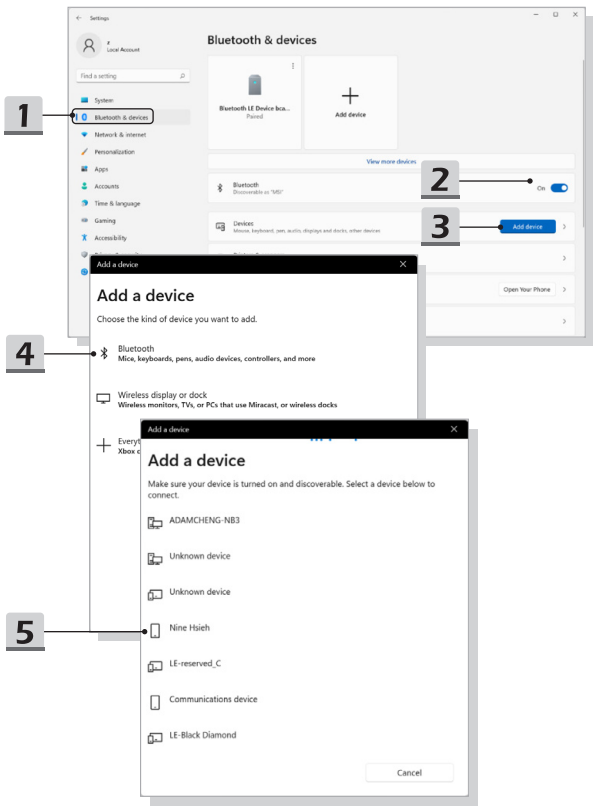 Settings
Local Account
Find a setting
System
Bluetooth & devices
Network & internet
Personalization
Apps
Accounts
Time & language
Gaming
Accessibility
Bluetooth & devices
Bluetooth LE Device bca...
Paired
Add device
View more devices
Bluetooth
Discoverable as "MSI"
On
Devices
Mouse, keyboard, pen, audio, displays and docks, other devices
Add device
Open Your Phone
1
2
3
Add a device
Add a device
Choose the kind of device you want to add.
4
Bluetooth
Mice, keyboards, pens, audio devices, controllers, and more
Wireless display or dock
Wireless monitors, TVs, or PCs that use Miracast, or wireless docks
Xbox
Add a device
Add a device
Make sure your device is turned on and discoverable. Select a device below to
connect.
ADAMCHENG-NB3
Unknown device
Unknown device
5
Nine Hsieh
LE-reserved_C
Communications device
LE-Black Diamond
Cancel